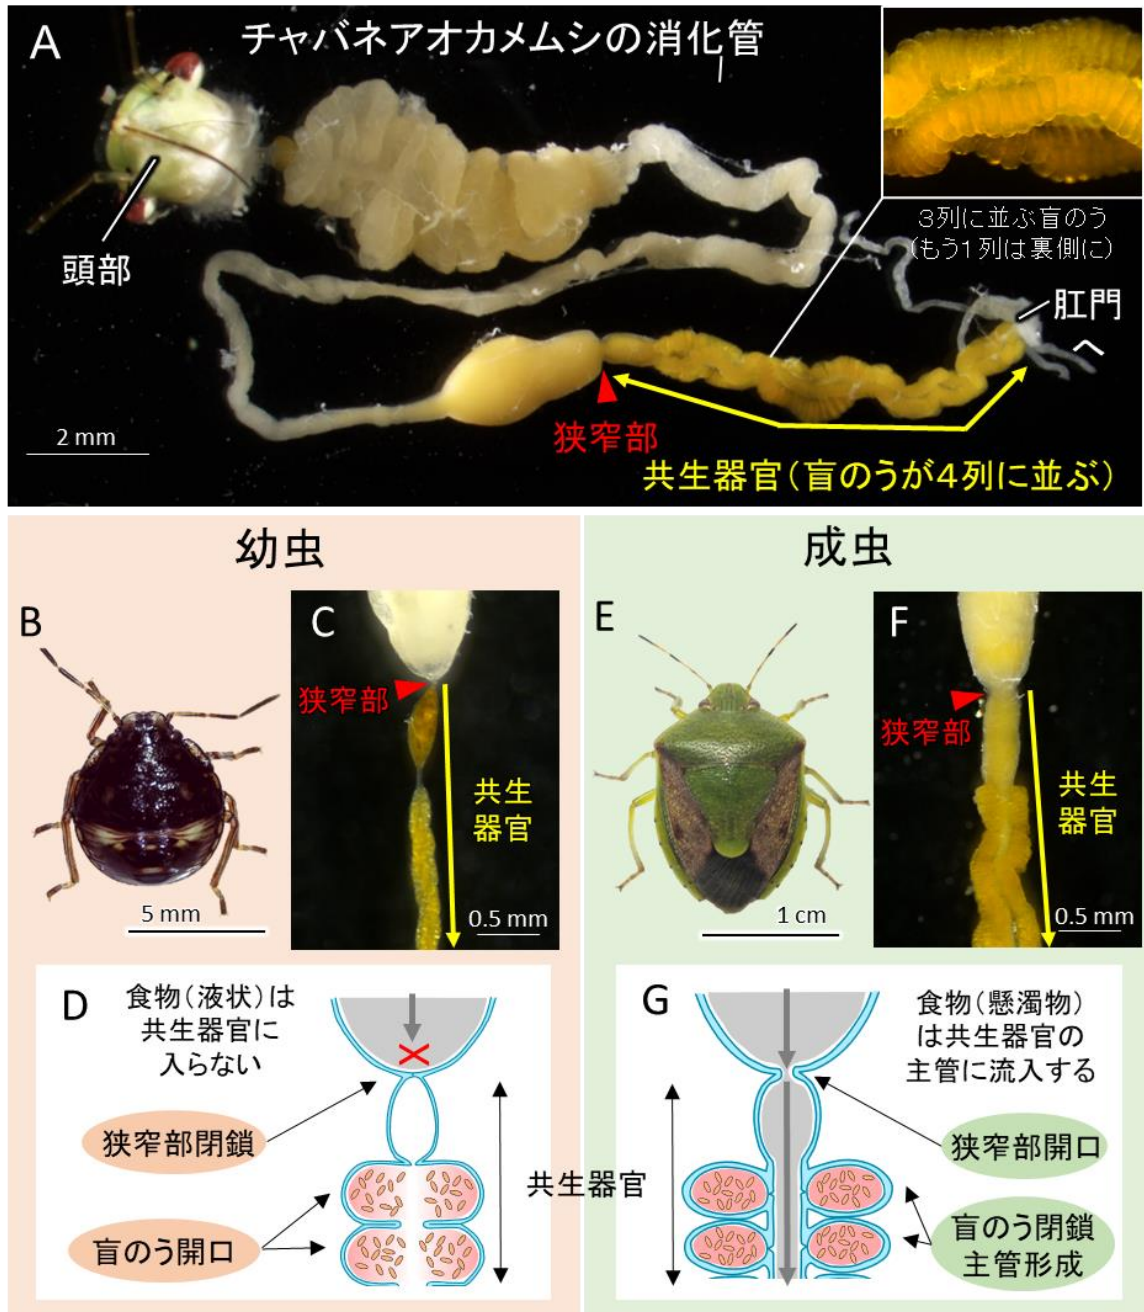 A
チャバネアオカメムシの消化管
頭部
3列に並ぶ盲のう
(もう1列は裏側に)
肛門
へ
狭窄部
2 mm
共生器官(盲のうが4列に並ぶ)
幼虫
B
5 mm
C
狭窄部
共生
器官
0.5 mm
D
食物(液状)は
共生器官に
入らない
狭窄部閉鎖
盲のう開口
共生器官
成虫
E
1 cm
F
狭窄部
共生
器官
0.5 mm
G
食物(懸濁物)
は共生器官の
主管に流入する
狭窄部開口
盲のう閉鎖
主管形成